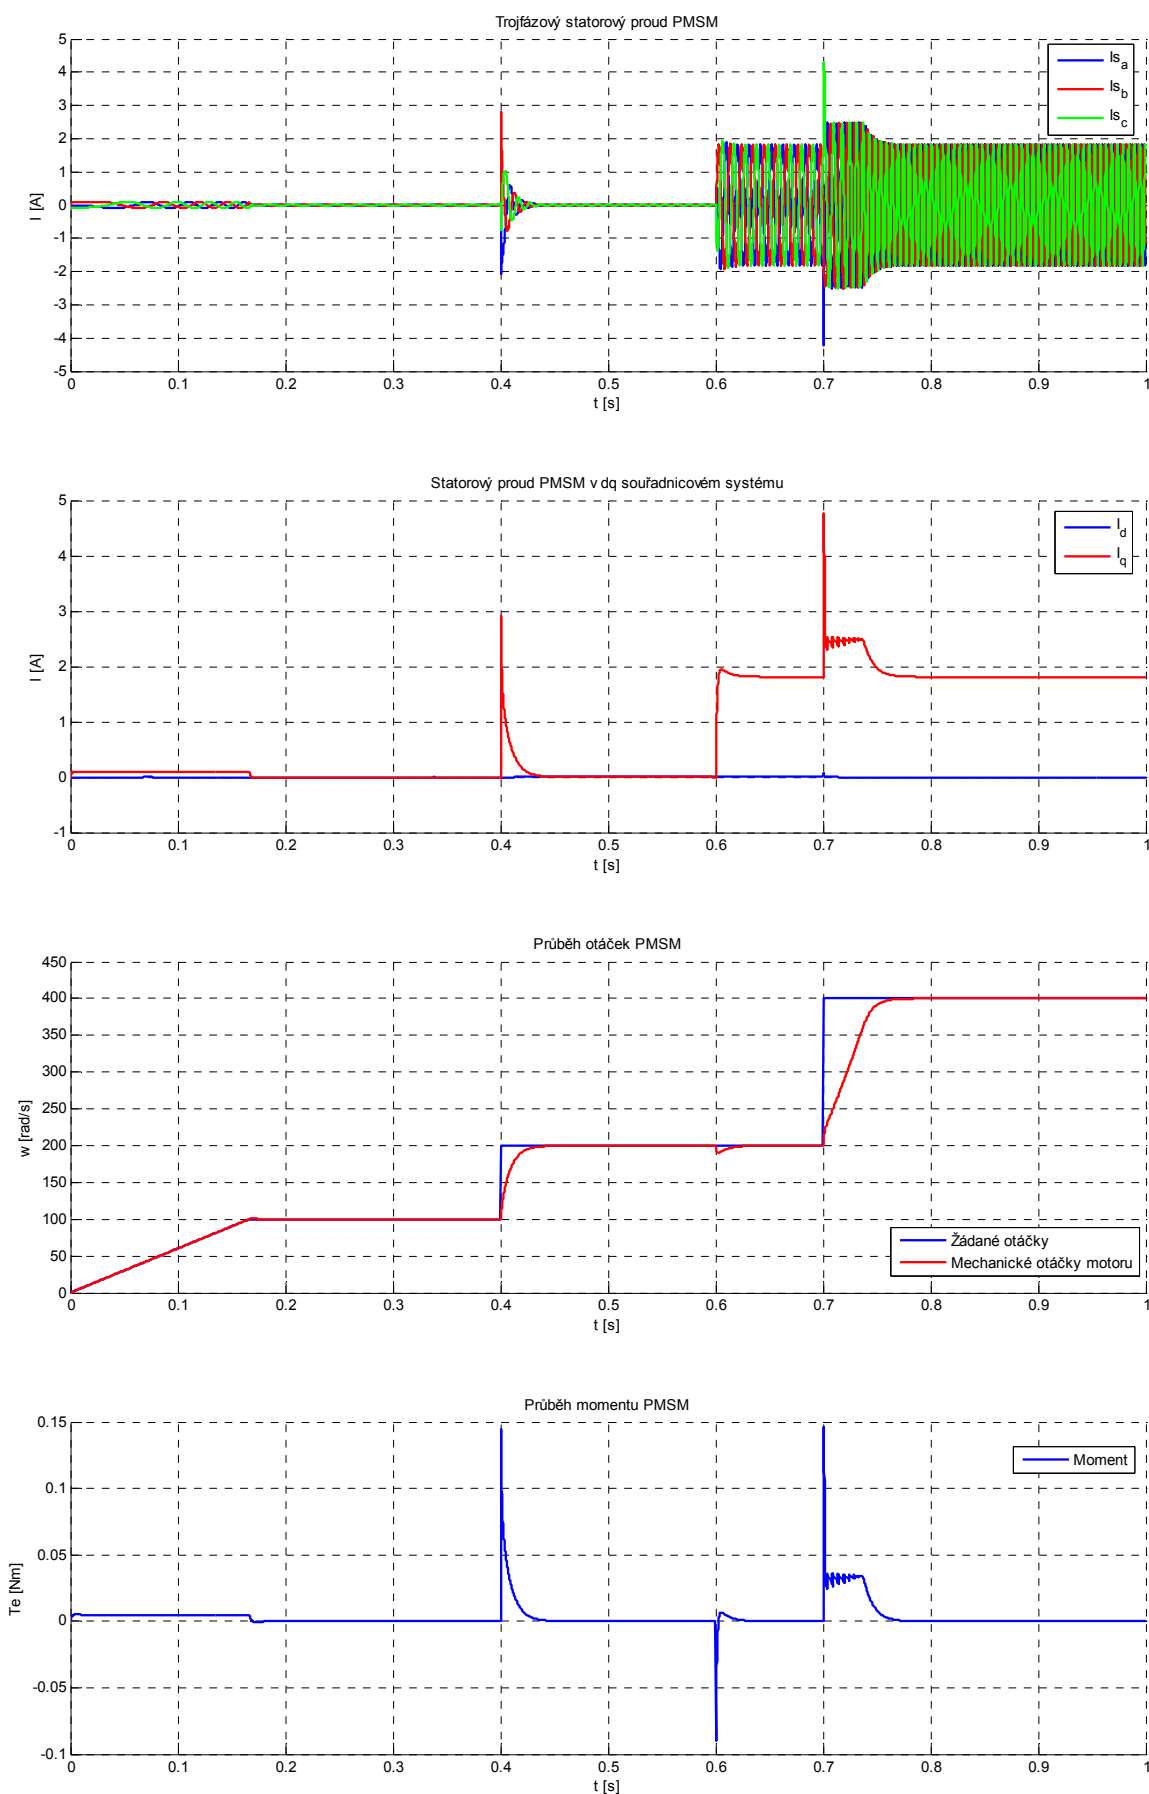 Trojfázový statorový proud PMSM
5
4
3
2
1
0
-1
-2
-3
-4
-5
I [A]
Is_a
Is_b
Is_c
0 0.1 0.2 0.3 0.4 0.5 0.6 0.7 0.8 0.9 1
t [s]
Statorový proud PMSM v dq souřadnicovém systému
5
4
3
2
1
0
-1
I [A]
I_d
I_q
0 0.1 0.2 0.3 0.4 0.5 0.6 0.7 0.8 0.9 1
t [s]
Průběh otáček PMSM
450
400
350
300
250
200
150
100
50
0
w [rad/s]
Žádané otáčky
Mechanické otáčky motoru
0 0.1 0.2 0.3 0.4 0.5 0.6 0.7 0.8 0.9 1
t [s]
Průběh momentu PMSM
0.15
0.1
0.05
0
-0.05
-0.1
Te [Nm]
Moment
0 0.1 0.2 0.3 0.4 0.5 0.6 0.7 0.8 0.9 1
t [s]